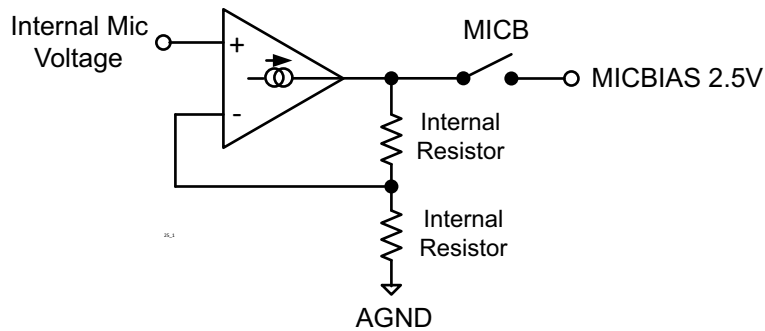 Internal Mic
Voltage
+
-
MICB
MICBIAS 2.5V
Internal
Resistor
Internal
Resistor
AGND